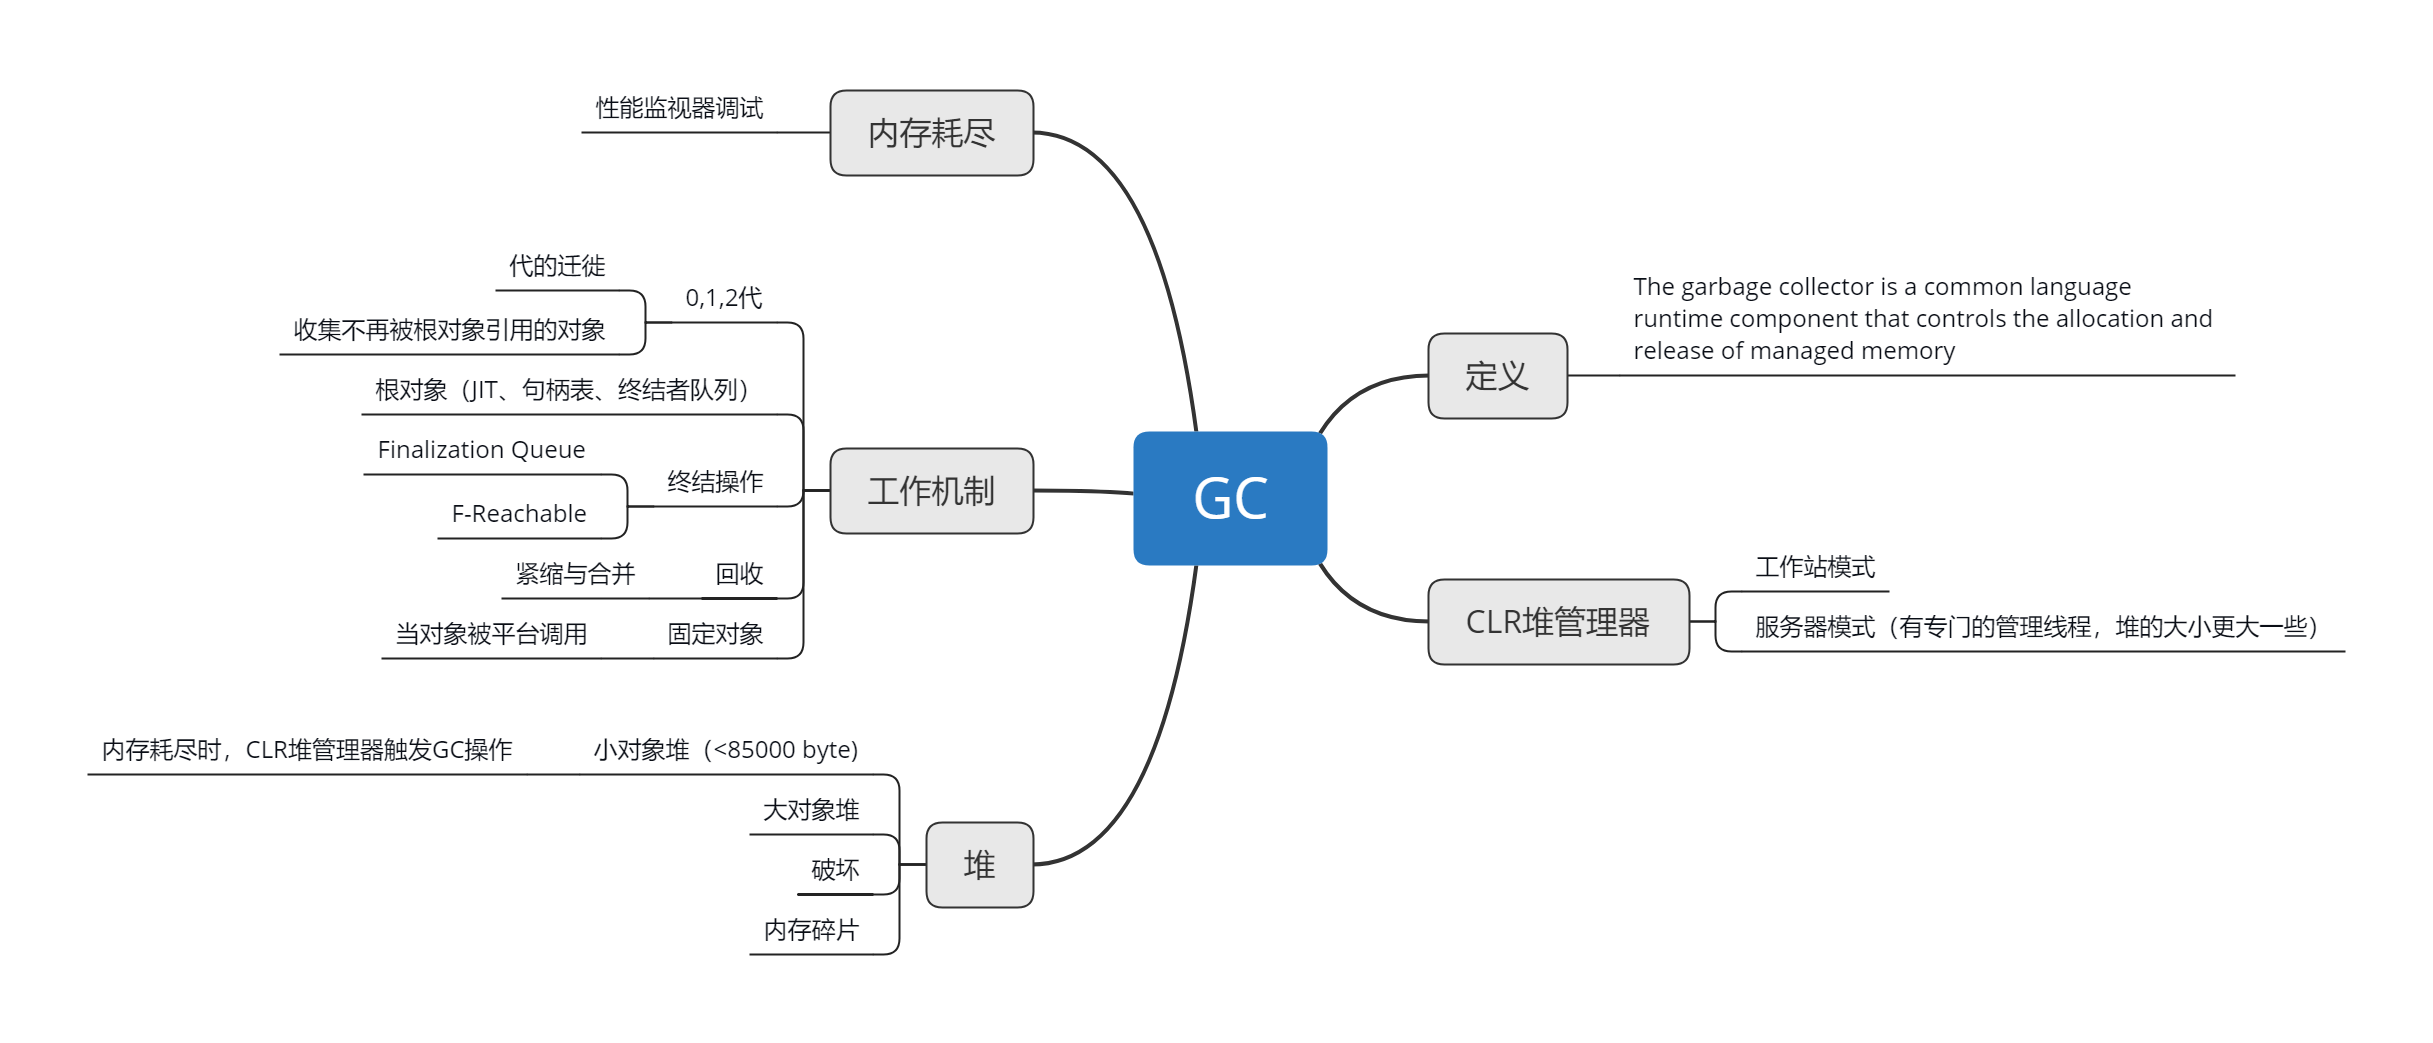 GC
定义
The garbage collector is a common language
runtime component that controls the allocation and
release of managed memory
CLR堆管理器
工作站模式
服务器模式（有专门的管理线程，堆的大小更大一些）
内存耗尽
性能监视器调试
工作机制
0,1,2代
代的迁徙
收集不再被根对象引用的对象
根对象（JIT、句柄表、终结者队列）
终结操作
Finalization Queue
F-Reachable
回收
紧缩与合并
固定对象
当对象被平台调用
堆
小对象堆（<85000 byte)
内存耗尽时，CLR堆管理器触发GC操作
大对象堆
破坏
内存碎片